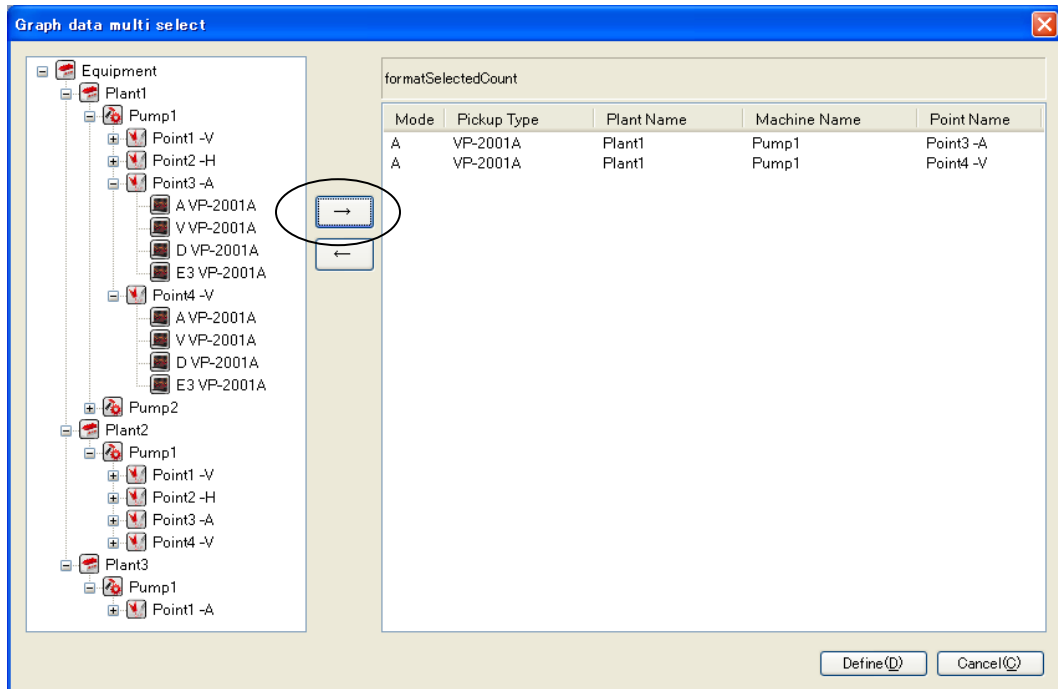 Graph data multi select
Equipment
Plant1
Pump1
Point1 -V
Point2 -H
Point3 -A
A VP-2001A
V VP-2001A
D VP-2001A
E3 VP-2001A
Point4 -V
A VP-2001A
V VP-2001A
D VP-2001A
E3 VP-2001A
Pump2
Plant2
Pump1
Point1 -V
Point2 -H
Point3 -A
Point4 -V
Plant3
Pump1
Point1 -A
→
←
formatSelectedCount
Mode Pickup Type Plant Name Machine Name Point Name
A VP-2001A Plant1 Pump1 Point3 -A
A VP-2001A Plant1 Pump1 Point4 -V
Define(D) Cancel(C)